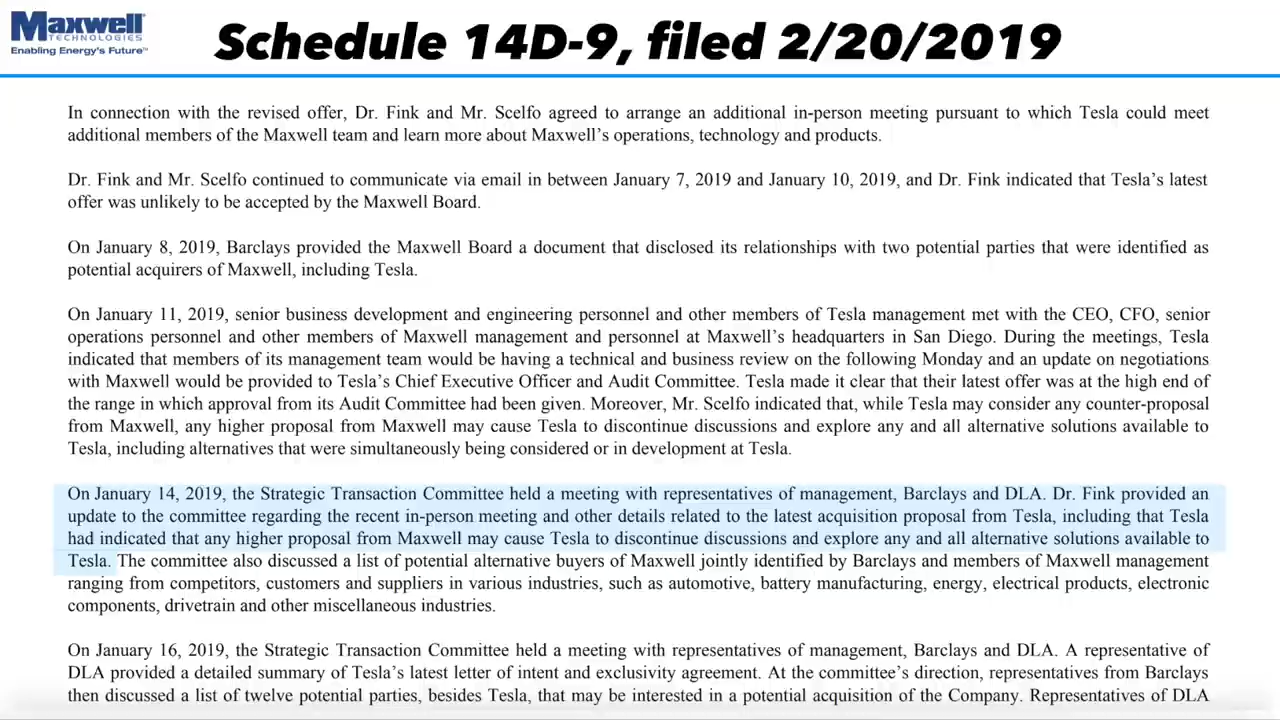 Maxwell
TECHNOLOGIES
Enabling Energy's Future™
Schedule 14D-9, filed 2/20/2019
In connection with the revised offer, Dr. Fink and Mr. Scelfo agreed to arrange an additional in-person meeting pursuant to which Tesla could meet
additional members of the Maxwell team and learn more about Maxwell’s operations, technology and products.
Dr. Fink and Mr. Scelfo continued to communicate via email in between January 7, 2019 and January 10, 2019, and Dr. Fink indicated that Tesla’s latest
offer was unlikely to be accepted by the Maxwell Board.
On January 8, 2019, Barclays provided the Maxwell Board a document that disclosed its relationships with two potential parties that were identified as
potential acquirers of Maxwell, including Tesla.
On January 11, 2019, senior business development and engineering personnel and other members of Tesla management met with the CEO, CFO, senior
operations personnel and other members of Maxwell management and personnel at Maxwell’s headquarters in San Diego. During the meetings, Tesla
indicated that members of its management team would be having a technical and business review on the following Monday and an update on negotiations
with Maxwell would be provided to Tesla’s Chief Executive Officer and Audit Committee. Tesla made it clear that their latest offer was at the high end of
the range in which approval from its Audit Committee had been given. Moreover, Mr. Scelfo indicated that, while Tesla may consider any counter-proposal
from Maxwell, any higher proposal from Maxwell may cause Tesla to discontinue discussions and explore any and all alternative solutions available to
Tesla, including alternatives that were simultaneously being considered or in development at Tesla.
On January 14, 2019, the Strategic Transaction Committee held a meeting with representatives of management, Barclays and DLA. Dr. Fink provided an
update to the committee regarding the recent in-person meeting and other details related to the latest acquisition proposal from Tesla, including that Tesla
had indicated that any higher proposal from Maxwell may cause Tesla to discontinue discussions and explore any and all alternative solutions available to
Tesla. The committee also discussed a list of potential alternative buyers of Maxwell jointly identified by Barclays and members of Maxwell management
ranging from competitors, customers and suppliers in various industries, such as automotive, battery manufacturing, energy, electrical products, electronic
components, drivetrain and other miscellaneous industries.
On January 16, 2019, the Strategic Transaction Committee held a meeting with representatives of management, Barclays and DLA. A representative of
DLA provided a detailed summary of Tesla’s latest letter of intent and exclusivity agreement. At the committee’s direction, representatives from Barclays
then discussed a list of twelve potential parties, besides Tesla, that may be interested in a potential acquisition of the Company. Representatives of DLA